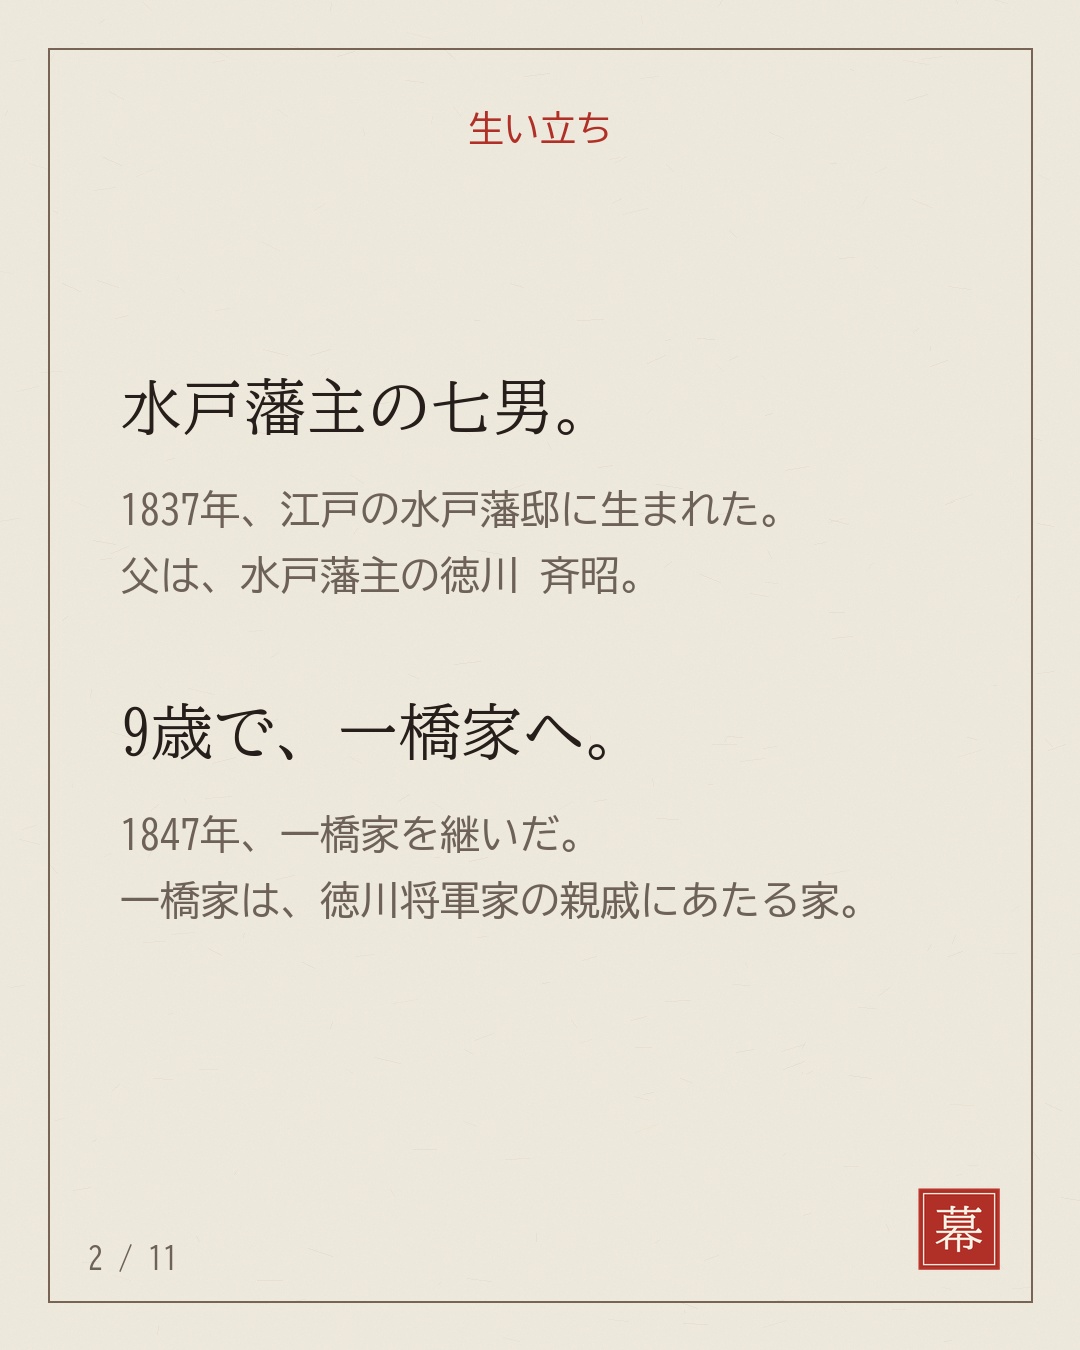 生い立ち
水戸藩主の七男。
1837年、江戸の水戸藩邸に生まれた。
父は、水戸藩主の徳川 斉昭。
9歳で、一橋家へ。
1847年、一橋家を継いだ。
一橋家は、徳川将軍家の親戚にあたる家。
幕
2 / 11